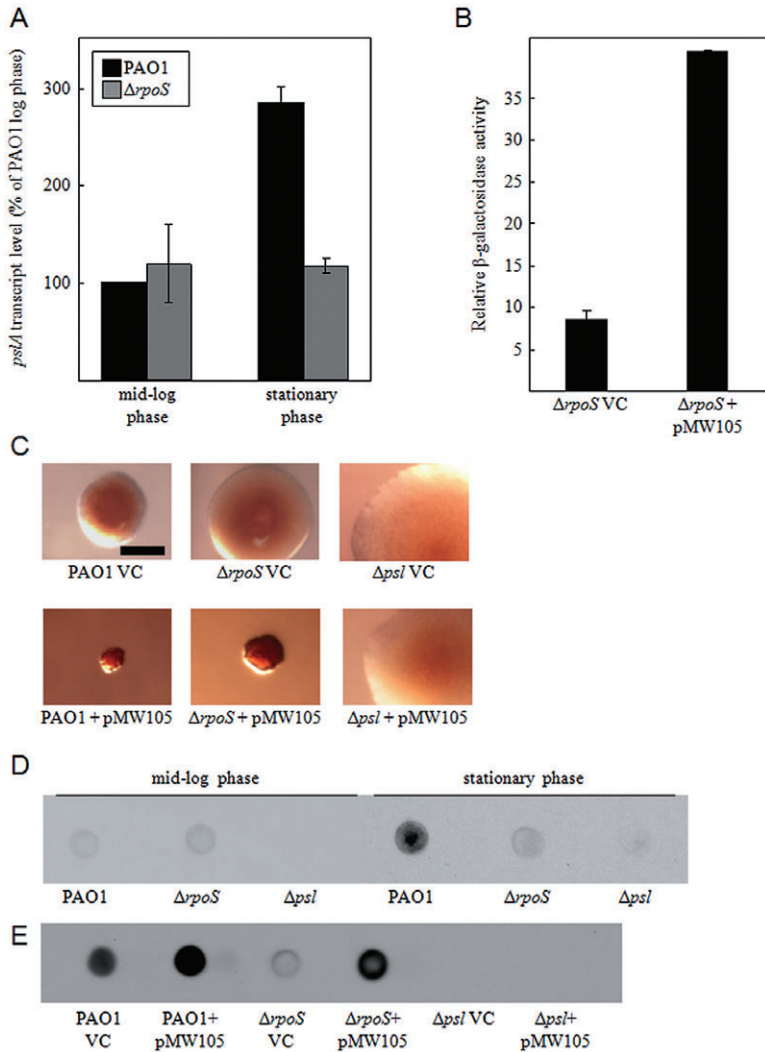 A
pslA transcript level (% of PAO1 log phase)
300
200
100
PAO1
ΔrpoS
mid-log
phase
stationary
phase
B
Relative β-galactosidase activity
35
30
25
20
15
10
5
ΔrpoS VC
ΔrpoS +
pMW105
C
PAO1 VC
ΔrpoS VC
Δpsl VC
PAO1 + pMW105
ΔrpoS + pMW105
Δpsl + pMW105
D
mid-log phase
stationary phase
PAO1
ΔrpoS
Δpsl
PAO1
ΔrpoS
Δpsl
E
PAO1
VC
PAO1+
pMW105
ΔrpoS
VC
ΔrpoS+
pMW105
Δpsl VC
Δpsl+
pMW105